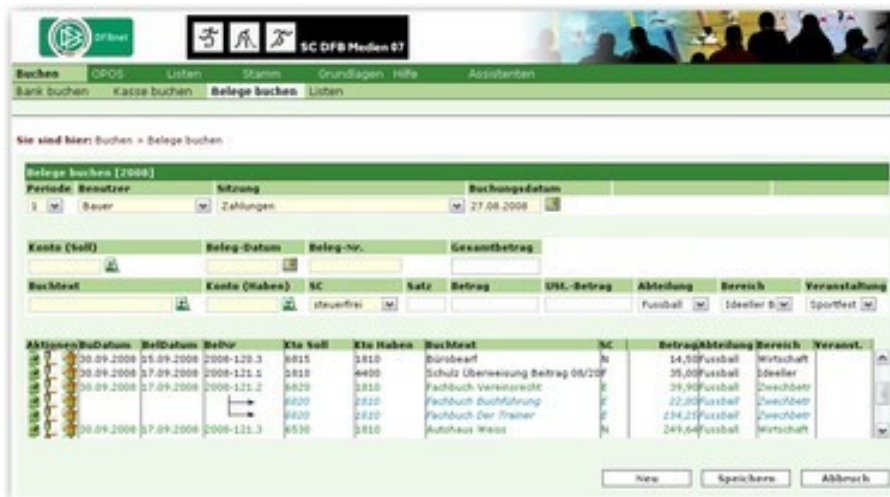 DFBnet
SC DFB Medien 07
Buchen OPOS Listen Stamm Grundlagen Hilfe Assistenten
Bank buchen Kasse buchen Belege buchen Listen
Sie sind hier: Buchen » Belege buchen
Belege buchen [2008]
Periode Benutzer Sitzung Buchungsdatum
1 Bauer Zahlungen 27.08.2008
Konto (Soll) Beleg-Datum Beleg-Nr. Gesamtbetrag
Buchtext Konto (Haben) SC Satz Betrag USt.-Betrag Abteilung Bereich Veranstaltung
steuerfrei Fussball Ideeller B Sportfest
Aktionen BuDatum BelDatum BelNr Kto Soll Kto Haben Buchtext SC Betrag Abteilung Bereich Veranst.
30.09.2008 15.09.2008 2008-120.3 6815 1810 Bürobearf N 14,50 Fussball Wirtschaft
30.09.2008 17.09.2008 2008-121.1 1810 4400 Schulz Überweisung Beitrag 08/20 F 35,00 Fussball Ideeller
30.09.2008 17.09.2008 2008-121.2 6820 1810 Fachbuch Vereinsrecht E 39,90 Fussball Zweckbetr
6820 1810 Fachbuch Buchführung E 22,80 Fussball Zweckbetr
6820 1810 Fachbuch Der Trainer E 134,25 Fussball Zweckbetr
30.09.2008 17.09.2008 2008-121.3 6530 1810 Autohaus Weiss N 249,64 Fussball Wirtschaft
Neu Speichern Abbruch